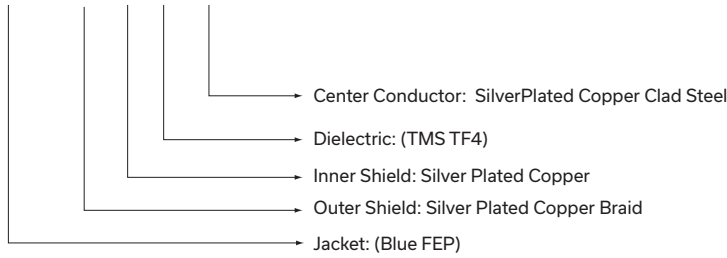 Center Conductor: SilverPlated Copper Clad Steel
Dielectric: (TMS TF4)
Inner Shield: Silver Plated Copper
Outer Shield: Silver Plated Copper Braid
Jacket: (Blue FEP)